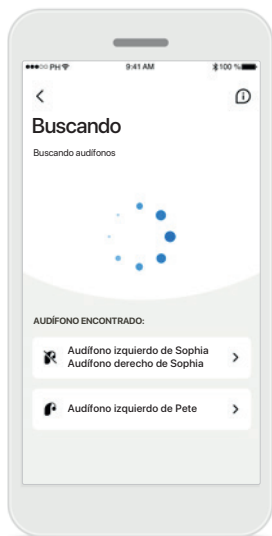 ●●●○○ PH 9:41 AM 100 %
Buscando
Buscando audífonos
AUDÍFONO ENCONTRADO:
Audífono izquierdo de Sophia
Audífono derecho de Sophia
Audífono izquierdo de Pete